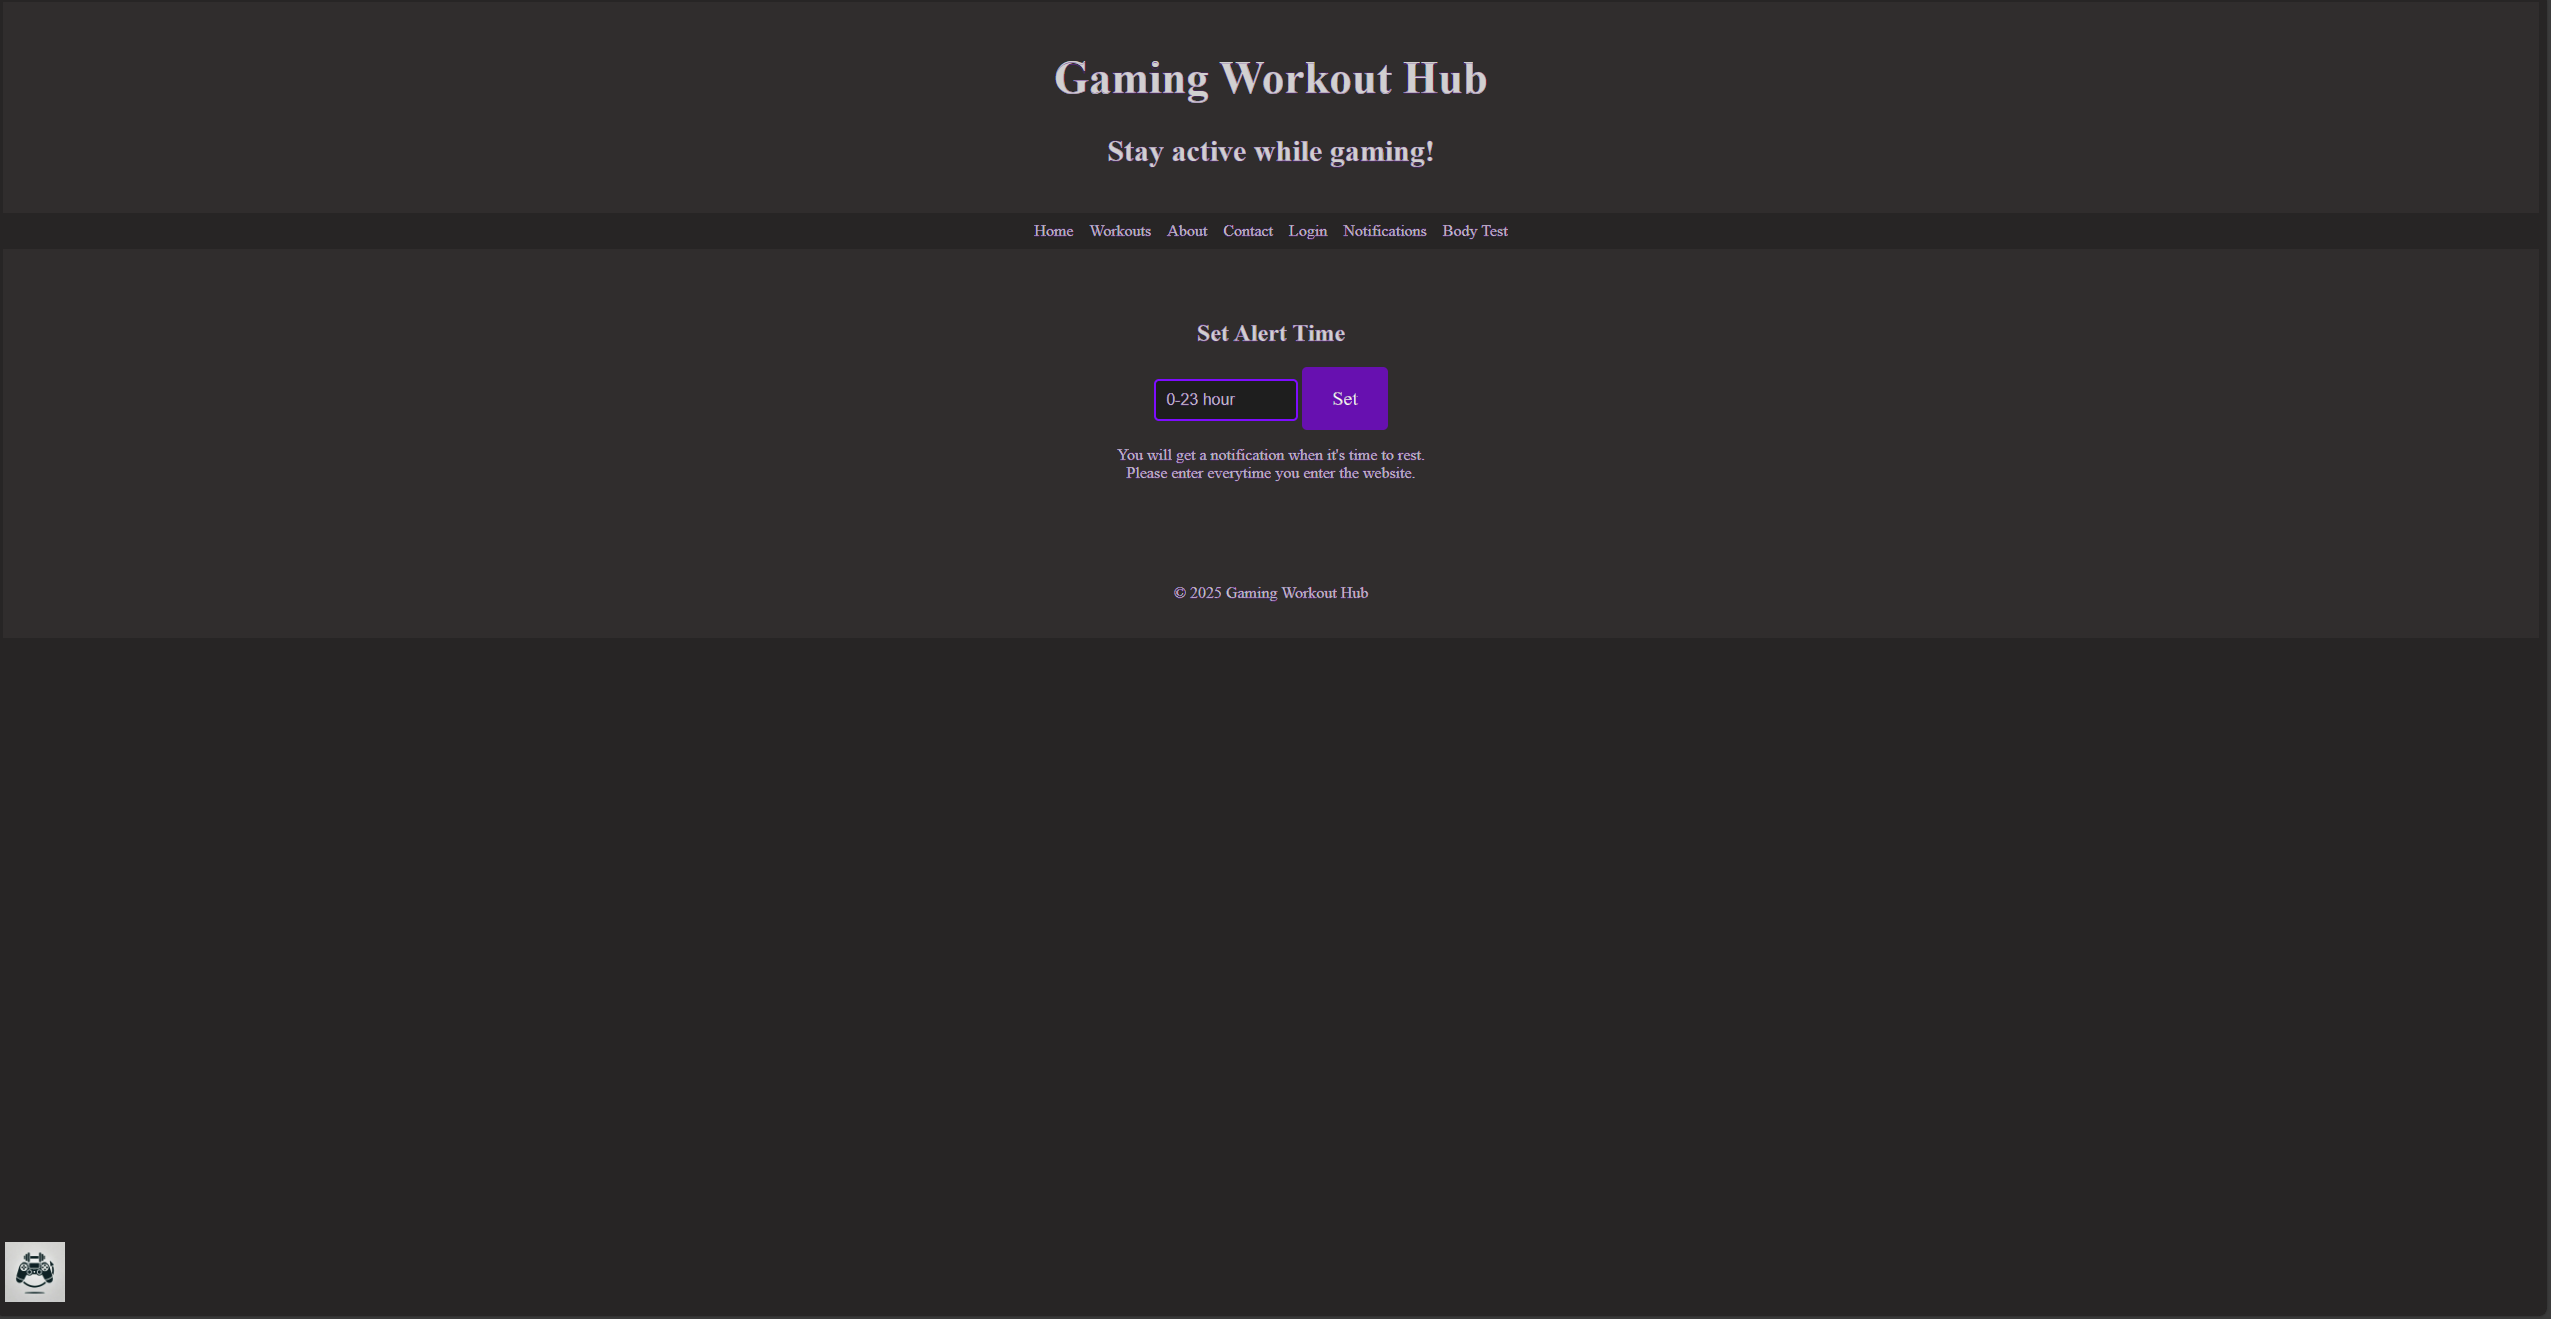 Gaming Workout Hub
Stay active while gaming!
Home Workouts About Contact Login Notifications Body Test
Set Alert Time
0-23 hour Set
You will get a notification when it's time to rest.
Please enter everytime you enter the website.
© 2025 Gaming Workout Hub